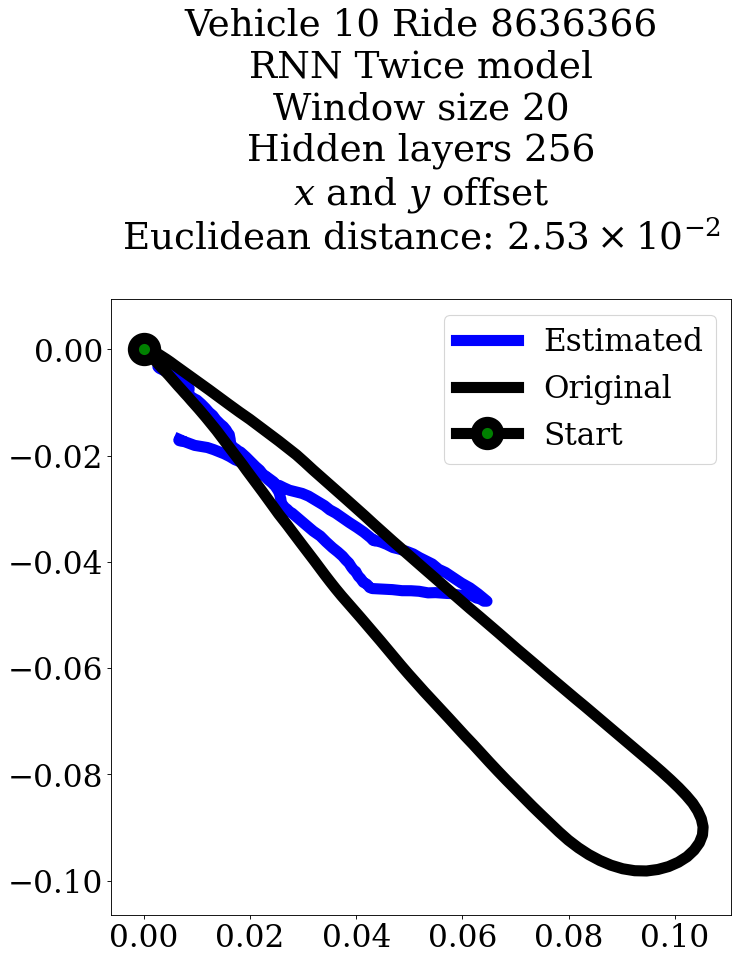 Vehicle 10 Ride 8636366
RNN Twice model
Window size 20
Hidden layers 256
x and y offset
Euclidean distance: 2.53 × 10⁻²
Estimated
Original
Start
0.00
−0.02
−0.04
−0.06
−0.08
−0.10
0.00 0.02 0.04 0.06 0.08 0.10